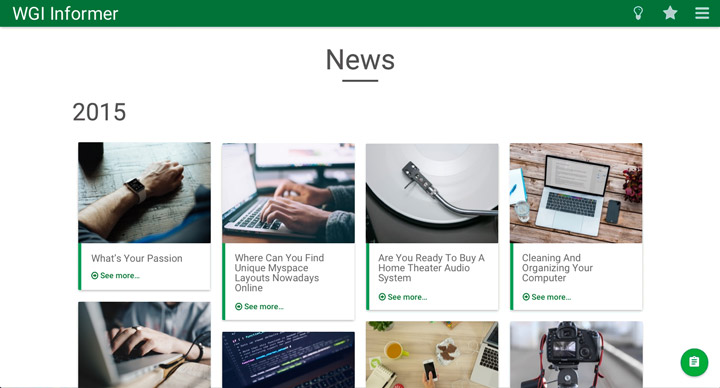 WGI Informer
News
2015
What's Your Passion
See more...
Where Can You Find
Unique Myspace
Layouts Nowadays
Online
See more...
Are You Ready To Buy A
Home Theater Audio
System
See more...
Cleaning And
Organizing Your
Computer
See more...